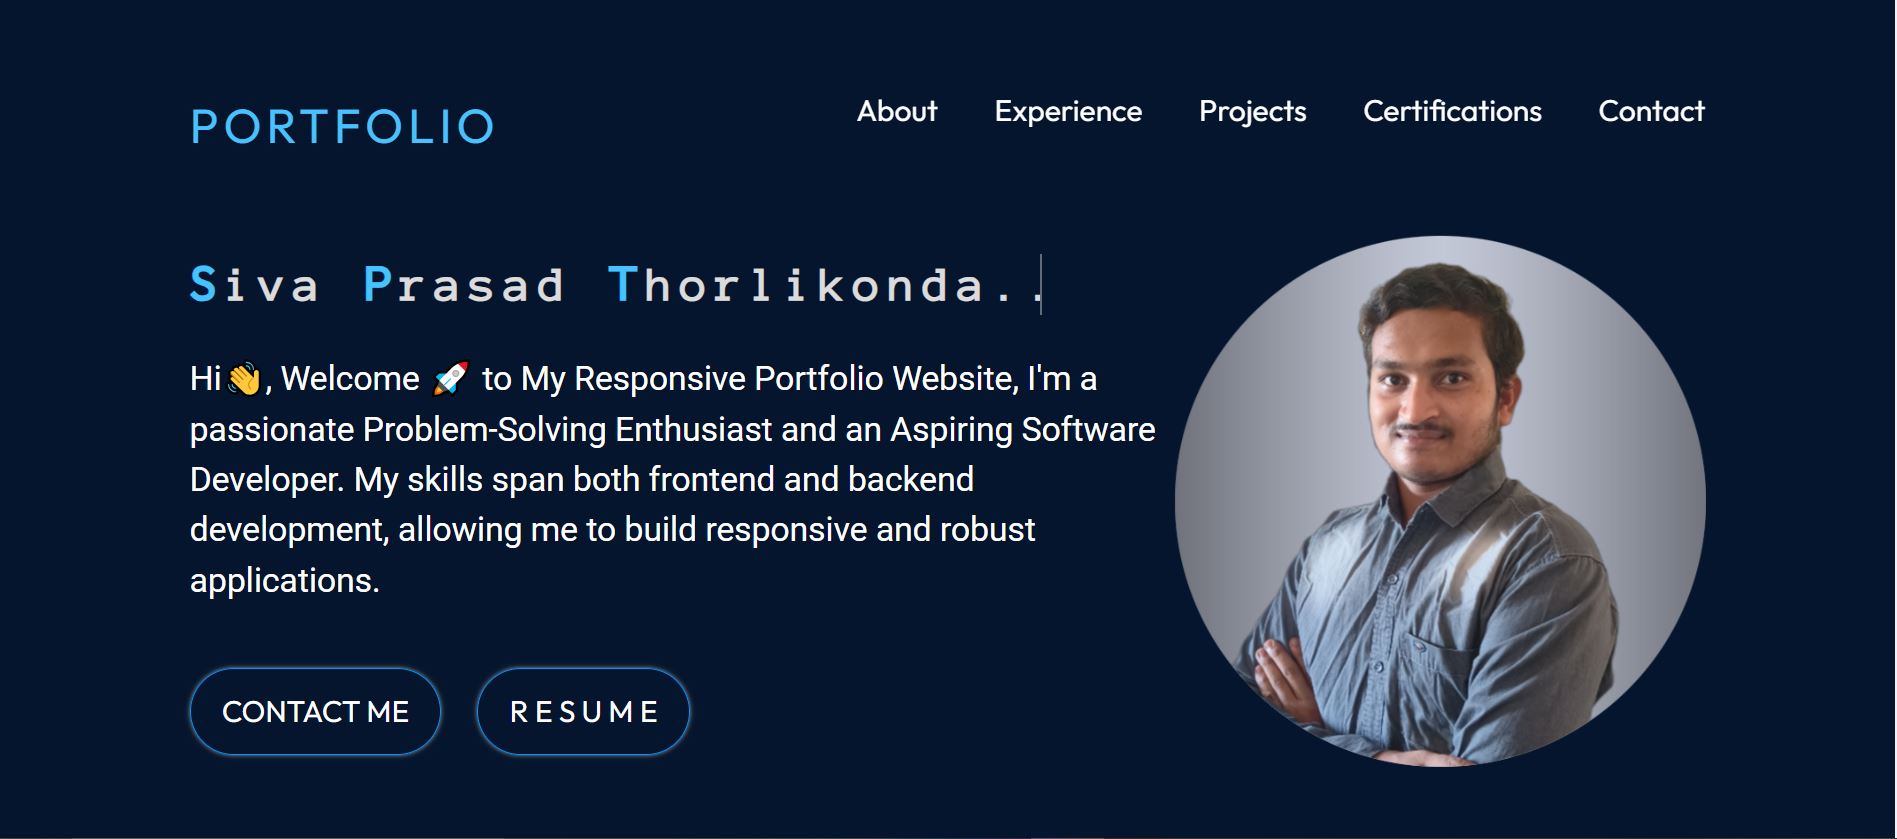 PORTFOLIO
About Experience Projects Certifications Contact
Siva Prasad Thorlikonda..
Hi👋, Welcome 🚀 to My Responsive Portfolio Website, I'm a
passionate Problem-Solving Enthusiast and an Aspiring Software
Developer. My skills span both frontend and backend
development, allowing me to build responsive and robust
applications.
CONTACT ME
RESUME